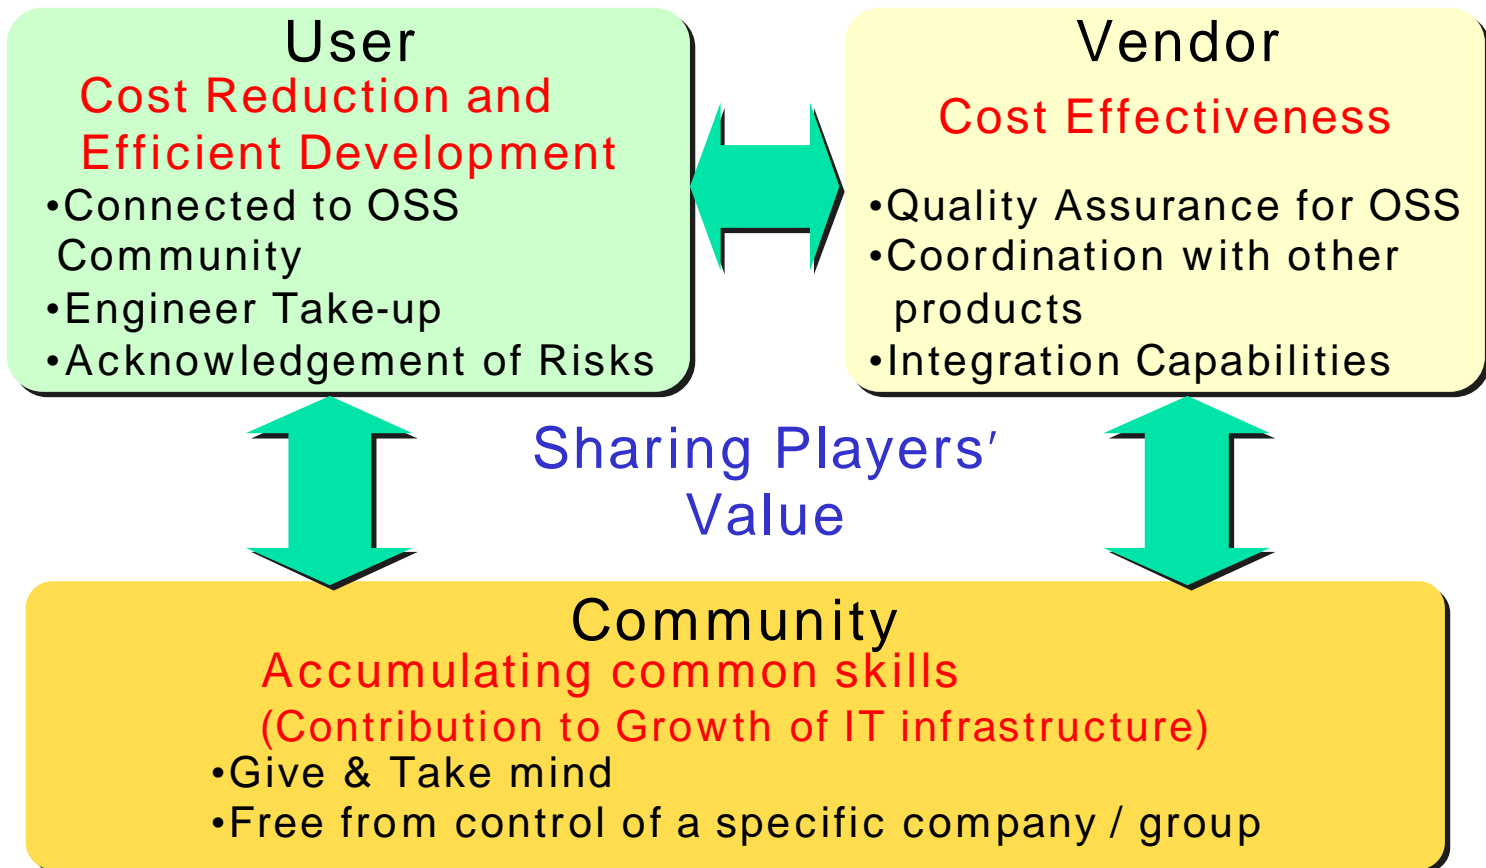 User
Cost Reduction and
Efficient Development
•Connected to OSS
Community
•Engineer Take-up
•Acknowledgement of Risks
Vendor
Cost Effectiveness
•Quality Assurance for OSS
•Coordination with other
products
•Integration Capabilities
Sharing Players′
Value
Community
Accumulating common skills
(Contribution to Growth of IT infrastructure)
•Give & Take mind
•Free from control of a specific company / group